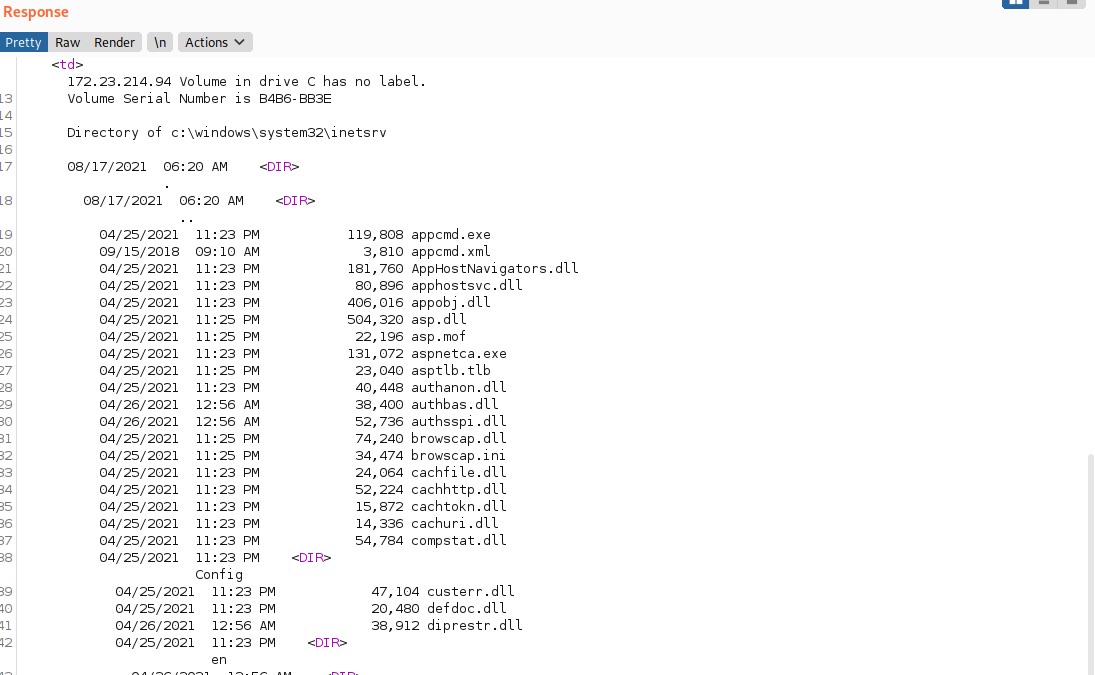 Response
Pretty Raw Render \n Actions
<td>
172.23.214.94 Volume in drive C has no label.
13 Volume Serial Number is B4B6-BB3E
14
15 Directory of c:\windows\system32\inetsrv
16
17 08/17/2021 06:20 AM <DIR>
.
18 08/17/2021 06:20 AM <DIR>
..
19 04/25/2021 11:23 PM 119,808 appcmd.exe
20 09/15/2018 09:10 AM 3,810 appcmd.xml
21 04/25/2021 11:23 PM 181,760 AppHostNavigators.dll
22 04/25/2021 11:23 PM 80,896 apphostsvc.dll
23 04/25/2021 11:23 PM 406,016 appobj.dll
24 04/25/2021 11:25 PM 504,320 asp.dll
25 04/25/2021 11:25 PM 22,196 asp.mof
26 04/25/2021 11:23 PM 131,072 aspnetca.exe
27 04/25/2021 11:25 PM 23,040 asptlb.tlb
28 04/25/2021 11:23 PM 40,448 authanon.dll
29 04/26/2021 12:56 AM 38,400 authbas.dll
30 04/26/2021 12:56 AM 52,736 authsspi.dll
31 04/25/2021 11:25 PM 74,240 browscap.dll
32 04/25/2021 11:25 PM 34,474 browscap.ini
33 04/25/2021 11:23 PM 24,064 cachfile.dll
34 04/25/2021 11:23 PM 52,224 cachhttp.dll
35 04/25/2021 11:23 PM 15,872 cachtokn.dll
36 04/25/2021 11:23 PM 14,336 cachuri.dll
37 04/25/2021 11:23 PM 54,784 compstat.dll
38 04/25/2021 11:23 PM <DIR>
Config
39 04/25/2021 11:23 PM 47,104 custerr.dll
40 04/25/2021 11:23 PM 20,480 defdoc.dll
41 04/26/2021 12:56 AM 38,912 diprestr.dll
42 04/25/2021 11:23 PM <DIR>
en
43 04/26/2021 12:56 AM <DIR>